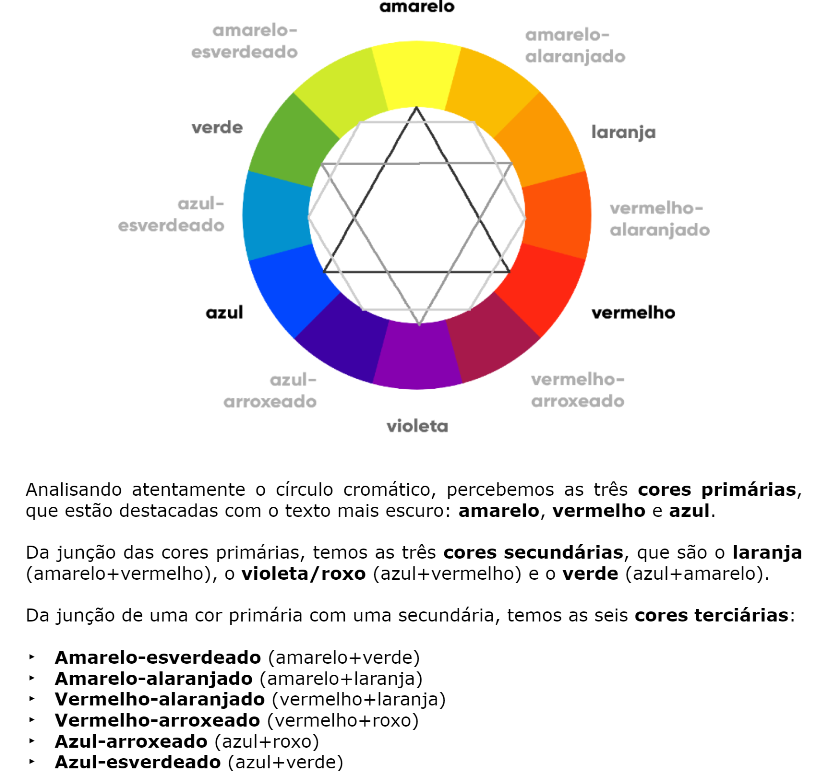 amarelo
amarelo-
esverdeado
amarelo-
alaranjado
verde
laranja
azul-
esverdeado
vermelho-
alaranjado
azul
vermelho
azul-
arroxeado
vermelho-
arroxeado
violeta
Analisando atentamente o círculo cromático, percebemos as três cores primárias,
que estão destacadas com o texto mais escuro: amarelo, vermelho e azul.
Da junção das cores primárias, temos as três cores secundárias, que são o laranja
(amarelo+vermelho), o violeta/roxo (azul+vermelho) e o verde (azul+amarelo).
Da junção de uma cor primária com uma secundária, temos as seis cores terciárias:
‣ Amarelo-esverdeado (amarelo+verde)
‣ Amarelo-alaranjado (amarelo+laranja)
‣ Vermelho-alaranjado (vermelho+laranja)
‣ Vermelho-arroxeado (vermelho+roxo)
‣ Azul-arroxeado (azul+roxo)
‣ Azul-esverdeado (azul+verde)